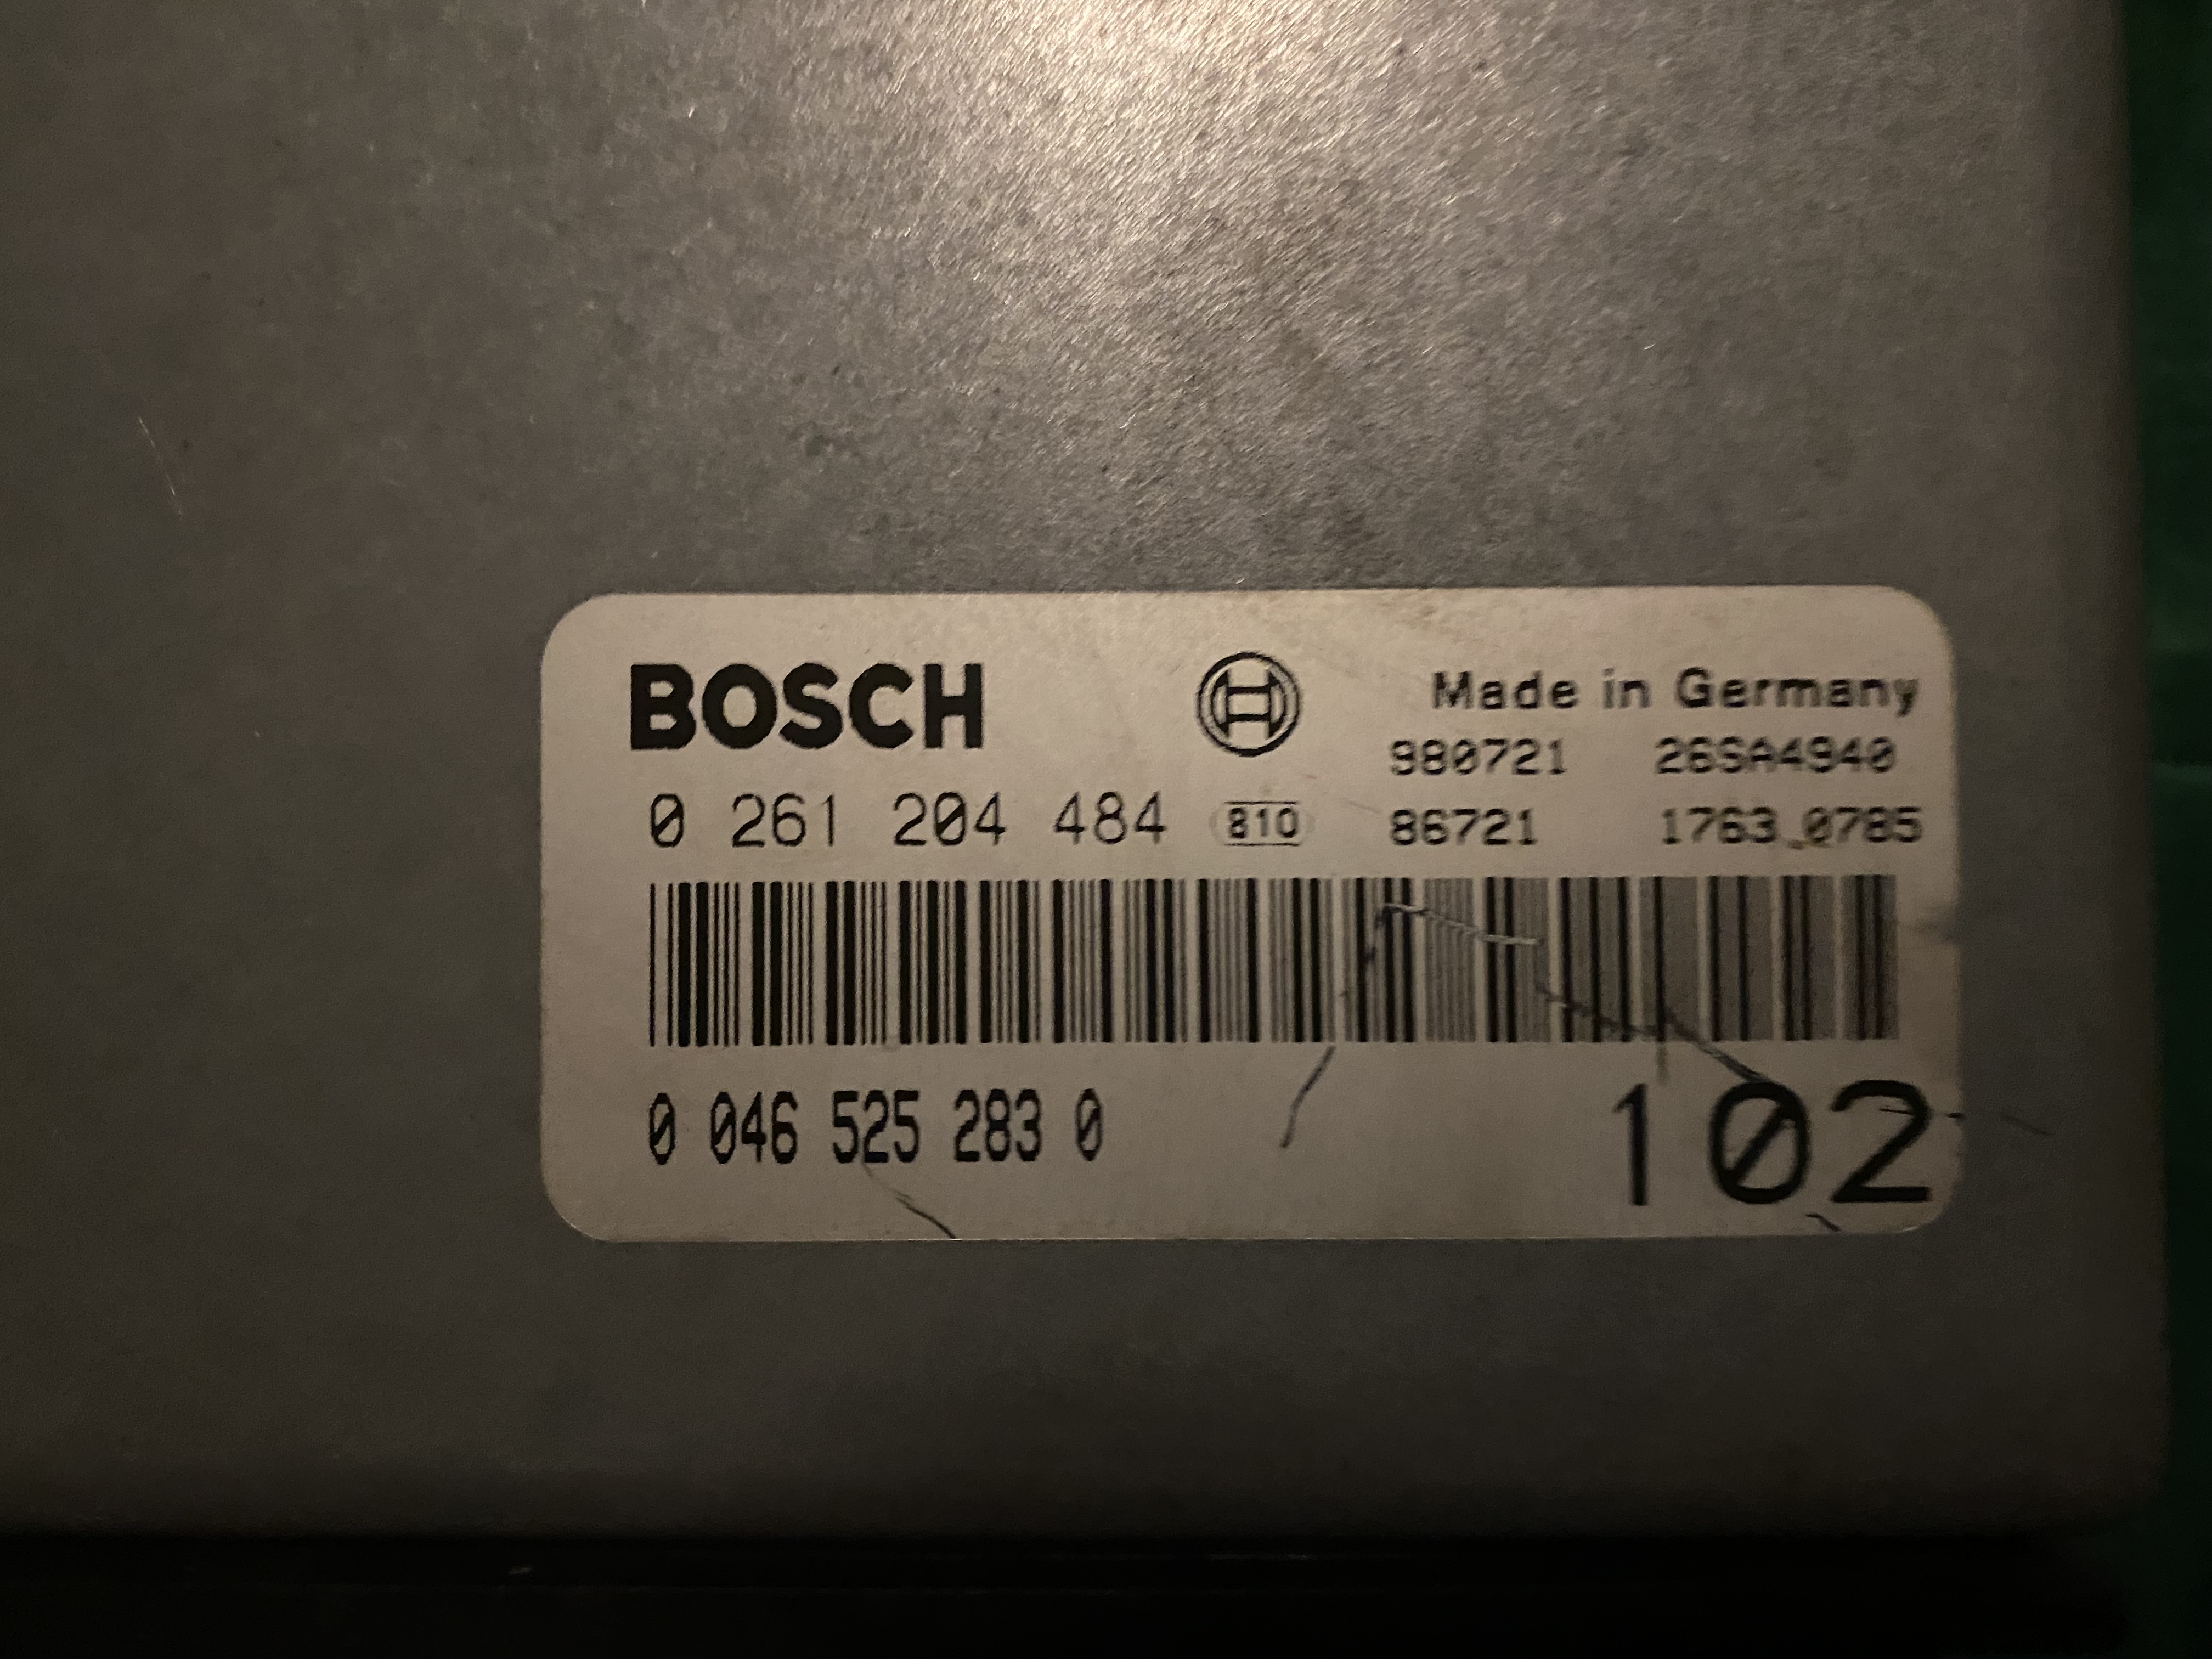 BOSCH
Made in Germany
980721 26SA4940
0 261 204 484 810 86721 1763 0785
0 046 525 283 0
102